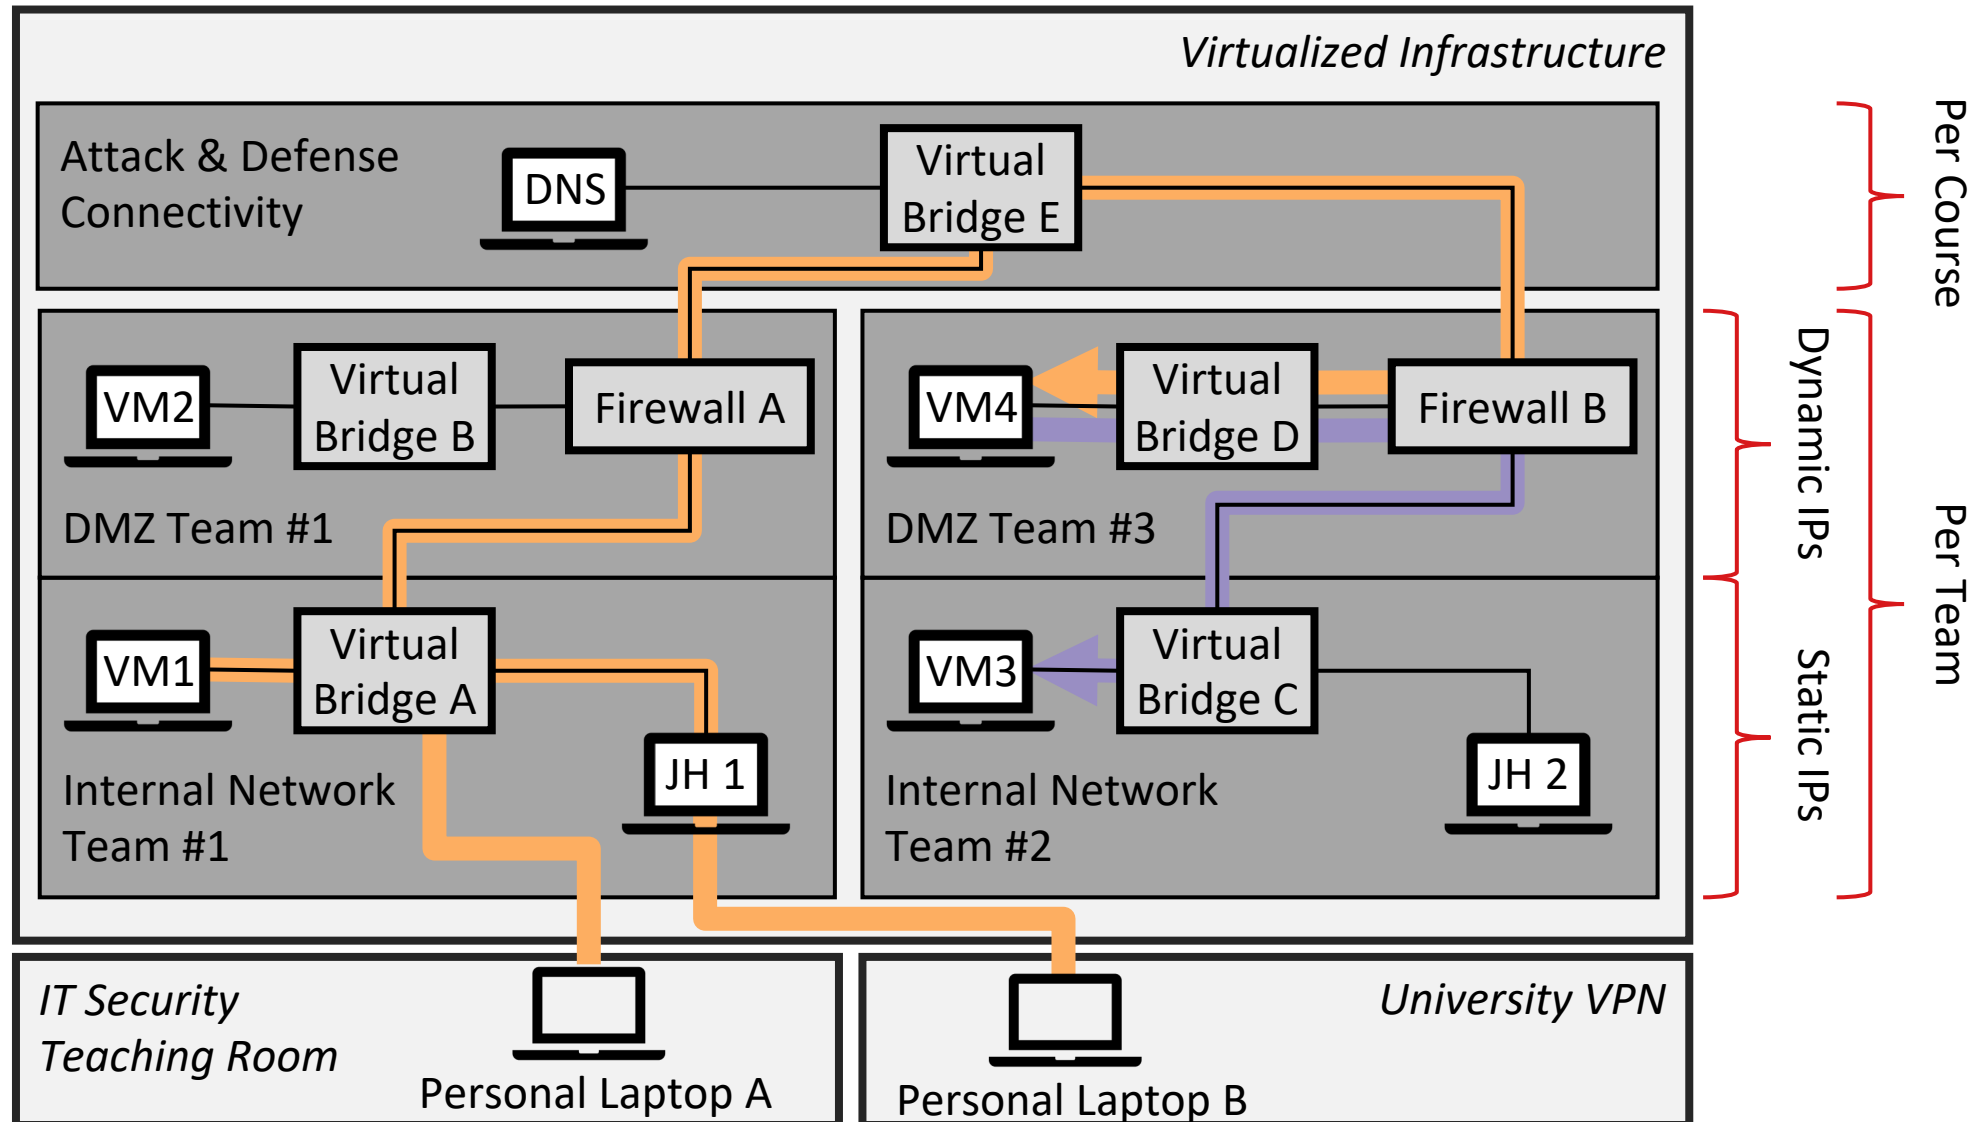 Virtualized Infrastructure
Attack & Defense
Connectivity
DNS
Virtual
Bridge E
Per Course
VM2
Virtual
Bridge B
Firewall A
DMZ Team #1
VM4
Virtual
Bridge D
Firewall B
DMZ Team #3
Dynamic IPs
Per Team
VM1
Virtual
Bridge A
JH 1
Internal Network
Team #1
VM3
Virtual
Bridge C
JH 2
Internal Network
Team #2
Static IPs
IT Security
Teaching Room
Personal Laptop A
University VPN
Personal Laptop B